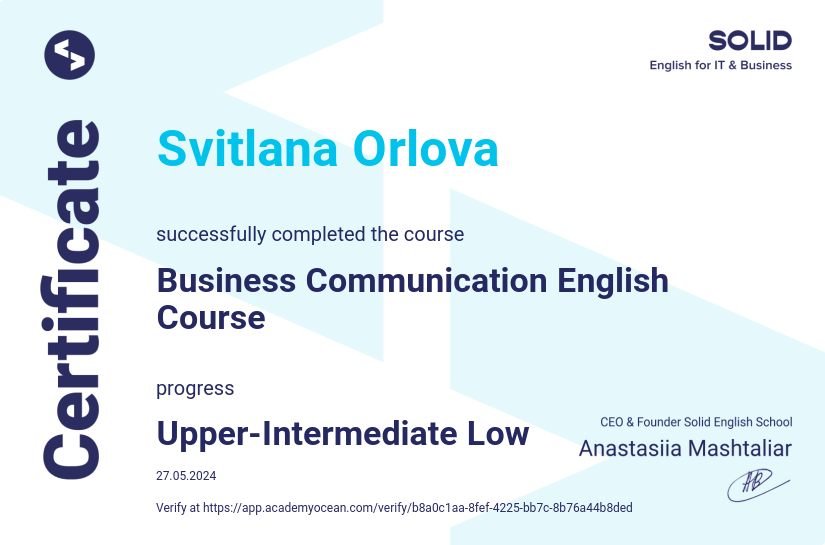 Certificate
SOLID
English for IT & Business
Svitlana Orlova
successfully completed the course
Business Communication English
Course
progress
Upper-Intermediate Low
27.05.2024
Verify at https://app.academyocean.com/verify/b8a0c1aa-8fef-4225-bb7c-8b76a44b8ded
CEO & Founder Solid English School
Anastasiia Mashtaliar